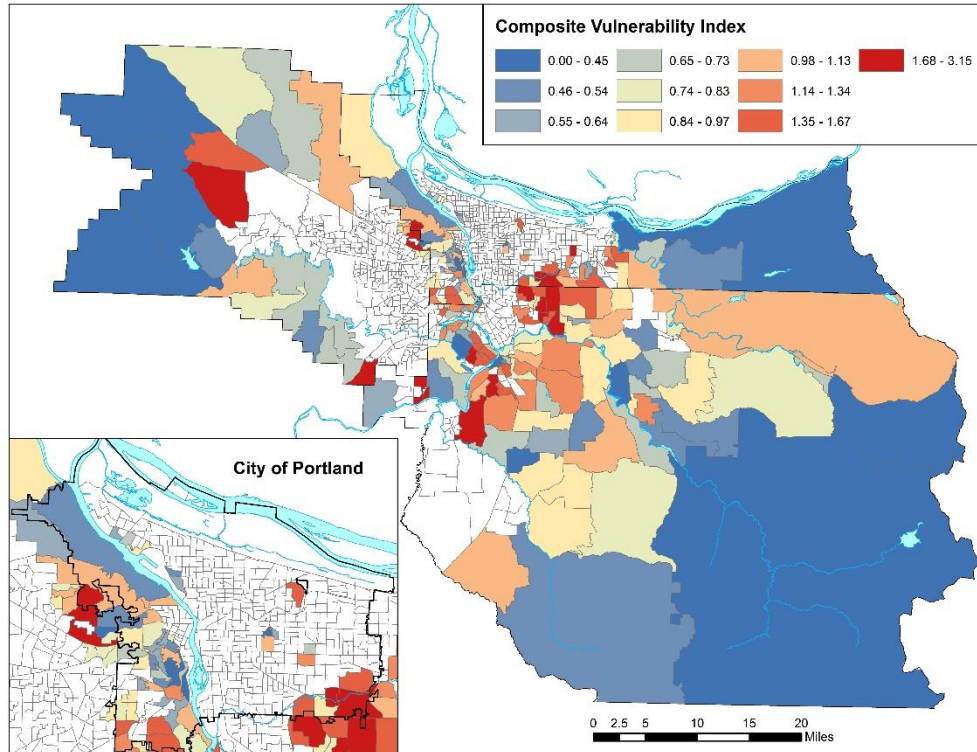 Composite Vulnerability Index
0.00 - 0.45
0.65 - 0.73
0.98 - 1.13
1.68 - 3.15
0.46 - 0.54
0.74 - 0.83
1.14 - 1.34
0.55 - 0.64
0.84 - 0.97
1.35 - 1.67
City of Portland
0 2.5 5 10 15 20
Miles